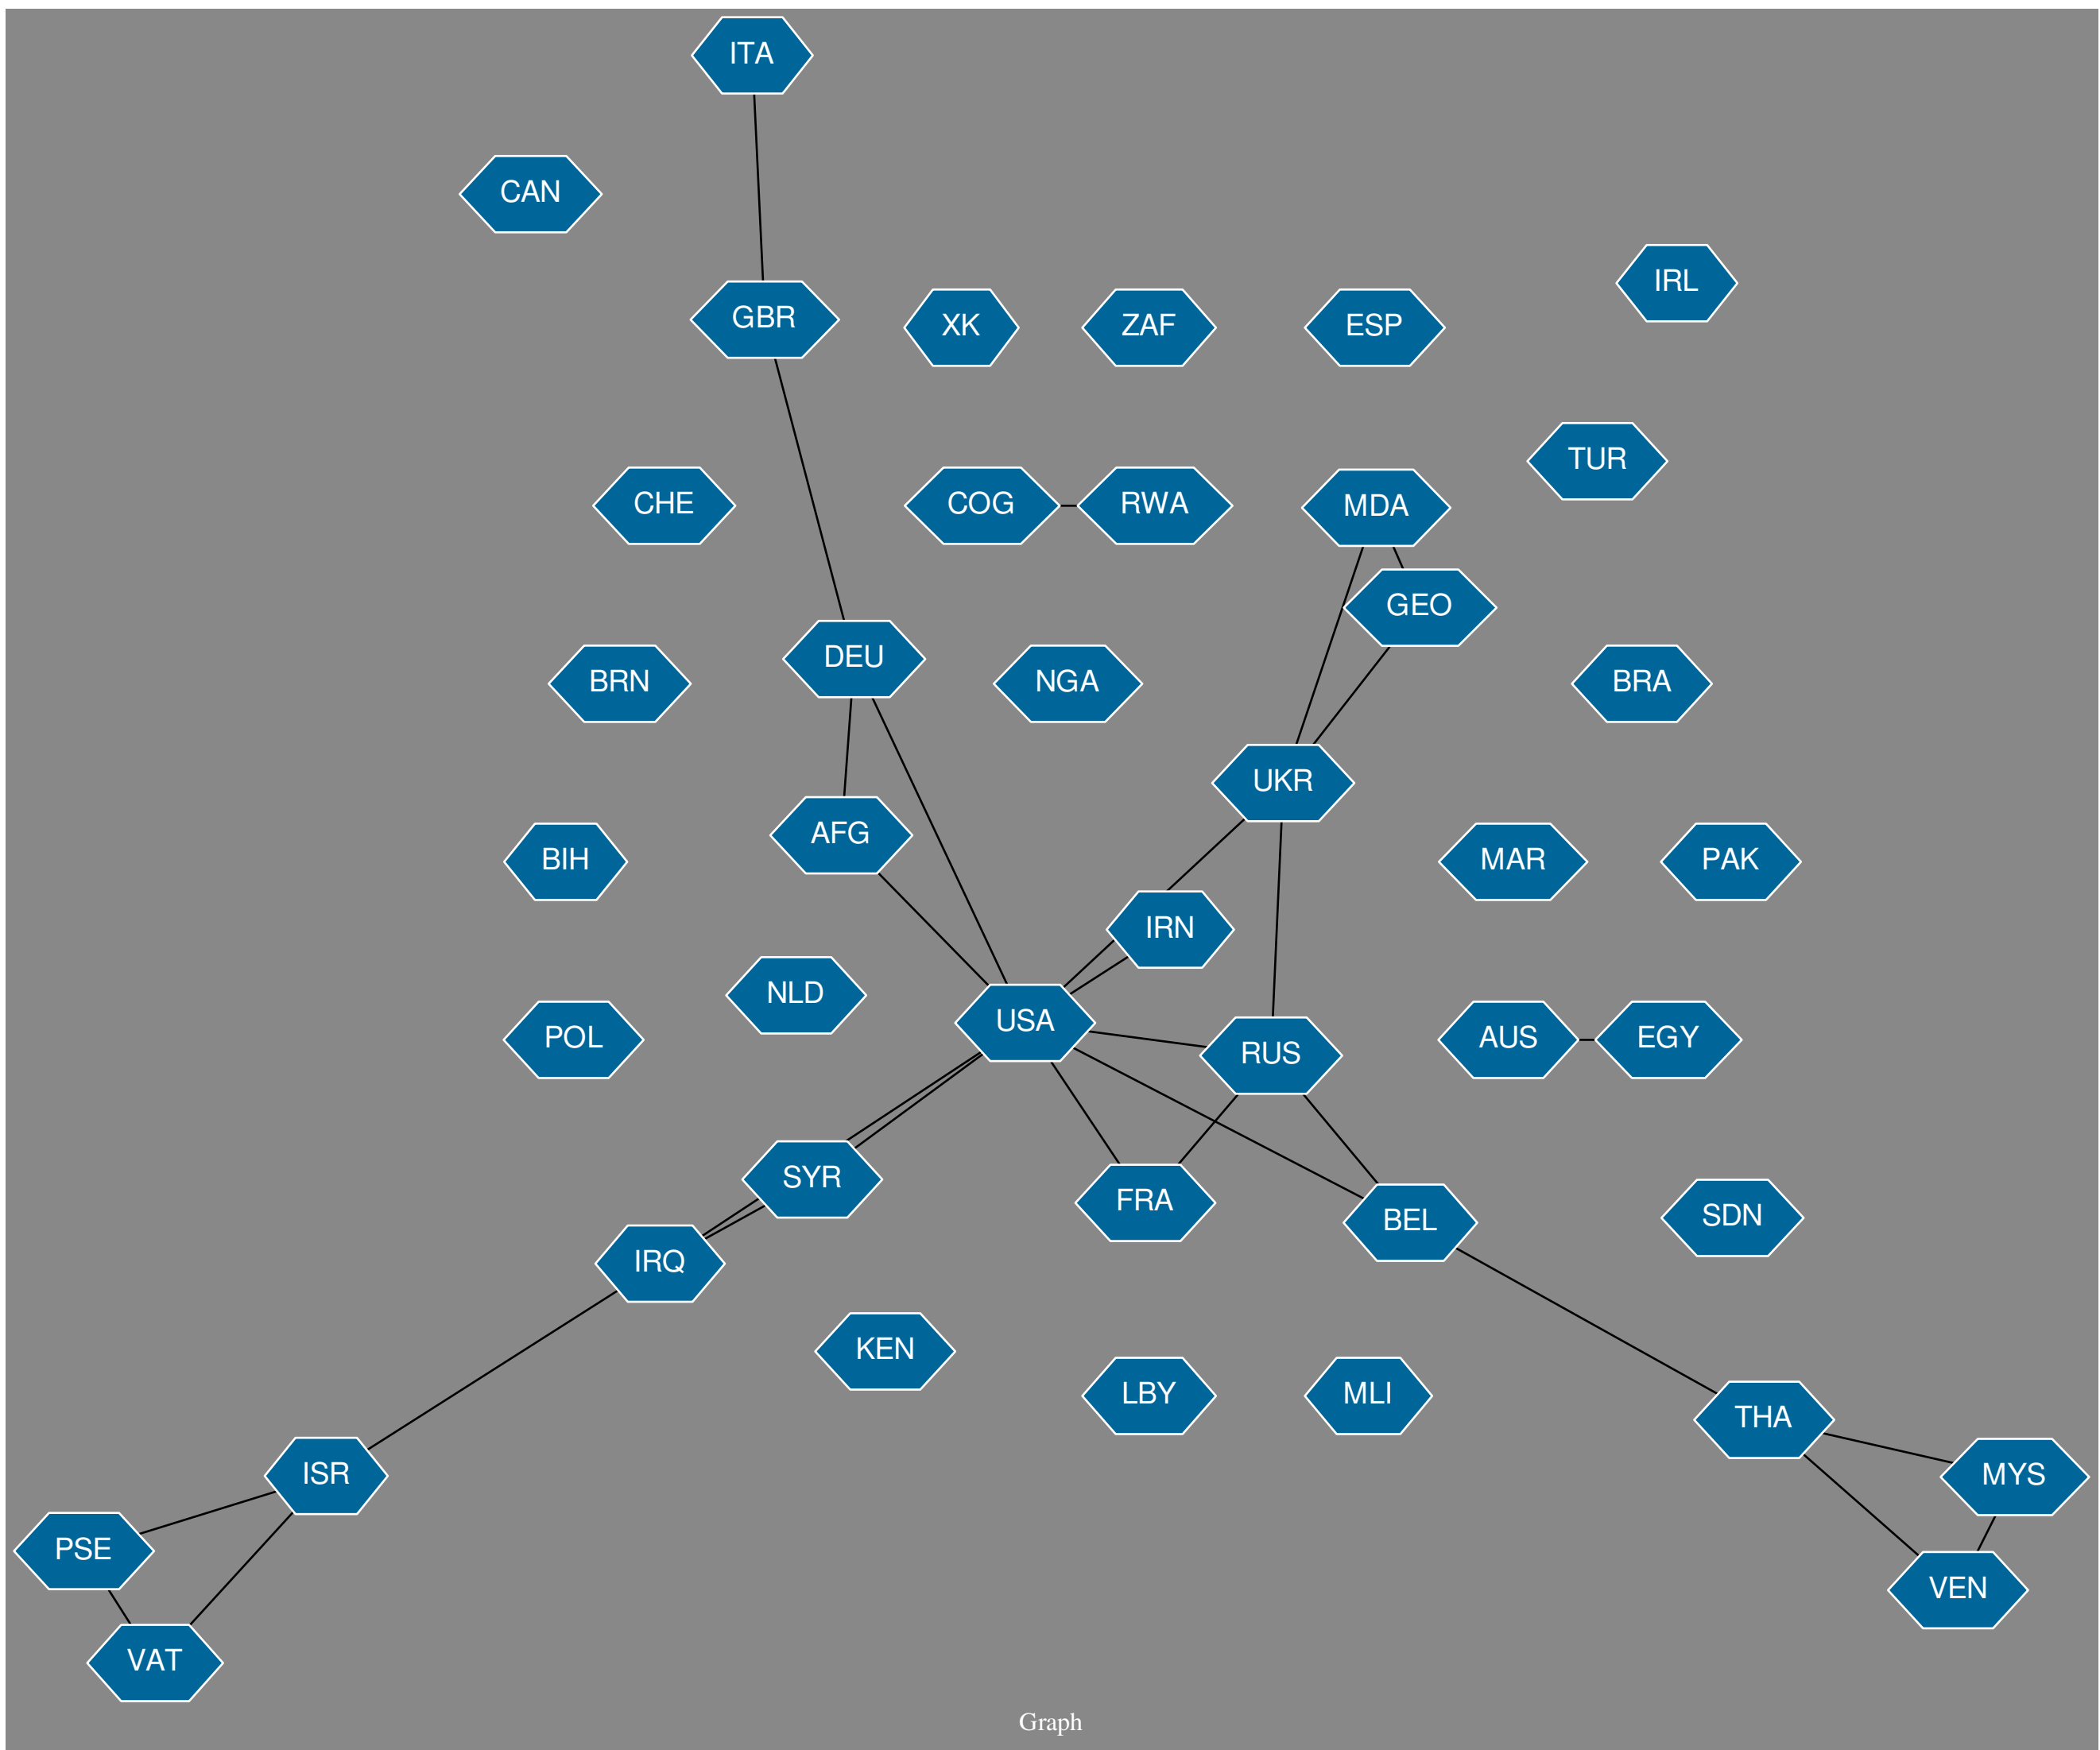 ITA
CAN
IRL
GBR
XK
ZAF
ESP
TUR
CHE
COG
RWA
MDA
GEO
DEU
BRN
NGA
BRA
UKR
AFG
BIH
MAR
PAK
IRN
NLD
USA
POL
RUS
AUS
EGY
SYR
FRA
BEL
SDN
IRQ
KEN
LBY
MLI
THA
ISR
MYS
PSE
VEN
VAT
Graph